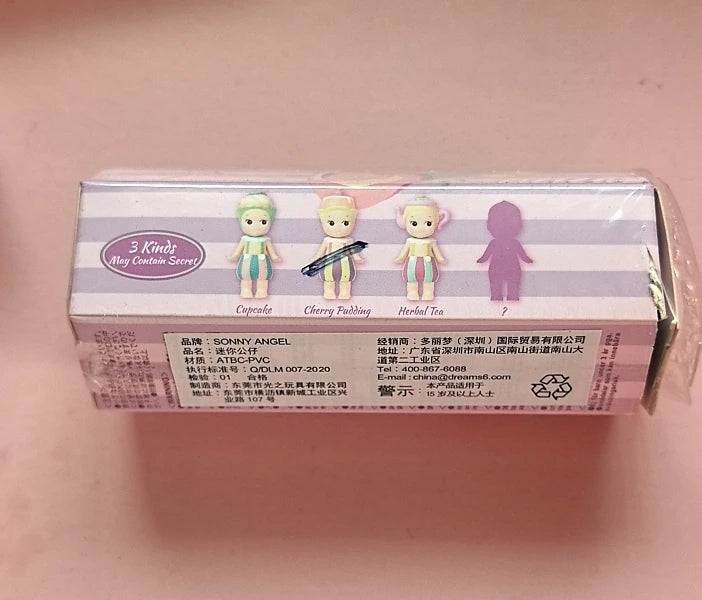 3 Kinds
May Contain Secret
Cupcake
Cherry Pudding
Herbal Tea
?
品牌：SONNY ANGEL
品名：迷你公仔
材质：ATBC-PVC
执行标准号：Q/DLM 007-2020
检验：01 合格
制造商：东莞市光之玩具有限公司
地址：东莞市横沥镇新城工业区兴
业路 107 号
经销商：多丽梦（深圳）国际贸易有限公司
地址：广东省深圳市南山区南山街道南山大
道第二工业区
Tel：400-867-6088
E-mail：china@dreams6.com
警示：本产品适用于
15 岁及以上人士